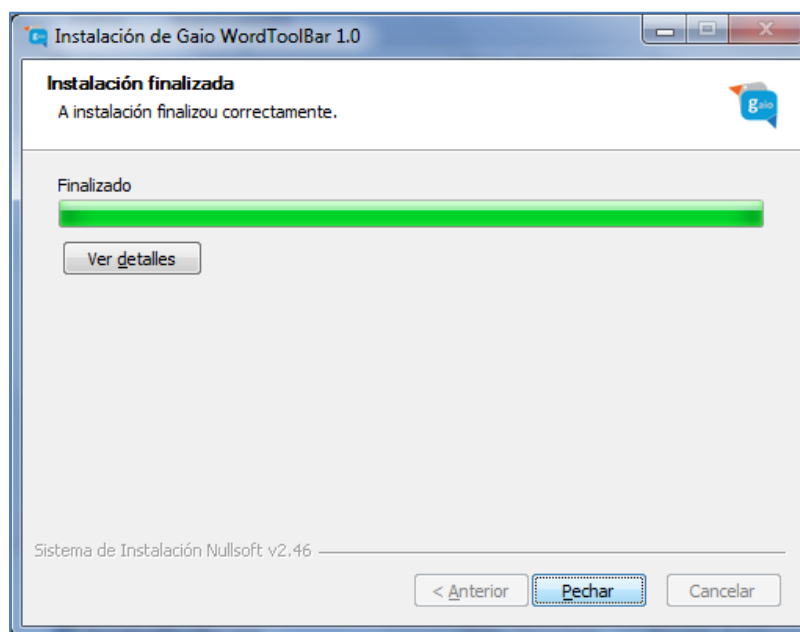 Instalación de Gaio WordToolBar 1.0
Instalación finalizada
A instalación finalizou correctamente.
gaio
Finalizado
Ver detalles
Sistema de Instalación Nullsoft v2.46
< Anterior
Pechar
Cancelar